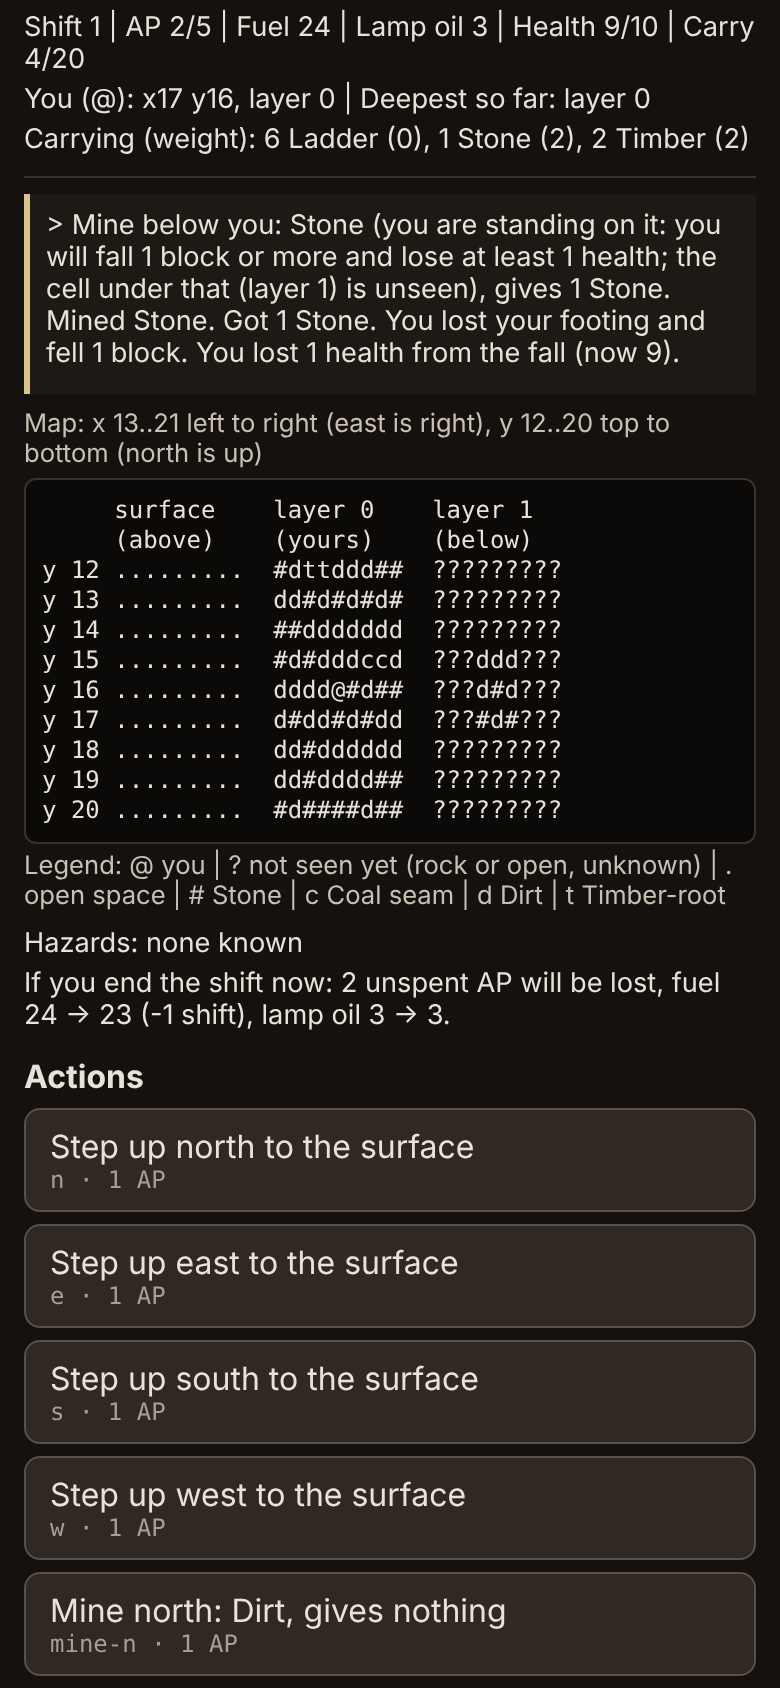 Shift 1 | AP 2/5 | Fuel 24 | Lamp oil 3 | Health 9/10 | Carry
4/20
You (@): x17 y16, layer 0 | Deepest so far: layer 0
Carrying (weight): 6 Ladder (0), 1 Stone (2), 2 Timber (2)
> Mine below you: Stone (you are standing on it: you
will fall 1 block or more and lose at least 1 health; the
cell under that (layer 1) is unseen), gives 1 Stone.
Mined Stone. Got 1 Stone. You lost your footing and
fell 1 block. You lost 1 health from the fall (now 9).
Map: x 13..21 left to right (east is right), y 12..20 top to
bottom (north is up)
     surface    layer 0    layer 1
     (above)    (yours)    (below)
y 12 .........  #dttddd##  ?????????
y 13 .........  dd#d#d#d#  ?????????
y 14 .........  ##ddddddd  ?????????
y 15 .........  #d#dddccd  ???ddd???
y 16 .........  dddd@#d##  ???d#d???
y 17 .........  d#dd#d#dd  ???#d#???
y 18 .........  dd#dddddd  ?????????
y 19 .........  dd#dddd##  ?????????
y 20 .........  #d####d##  ?????????
Legend: @ you | ? not seen yet (rock or open, unknown) | .
open space | # Stone | c Coal seam | d Dirt | t Timber-root
Hazards: none known
If you end the shift now: 2 unspent AP will be lost, fuel
24 → 23 (-1 shift), lamp oil 3 → 3.
Actions
Step up north to the surface
n · 1 AP
Step up east to the surface
e · 1 AP
Step up south to the surface
s · 1 AP
Step up west to the surface
w · 1 AP
Mine north: Dirt, gives nothing
mine-n · 1 AP